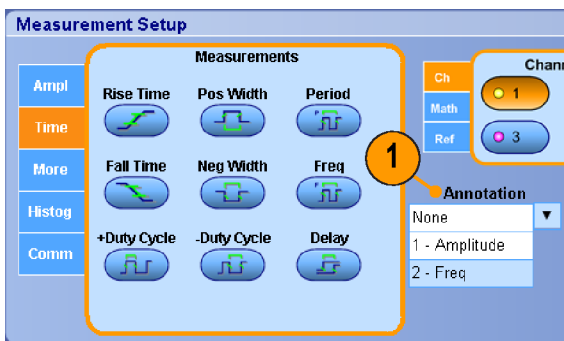 Measurement Setup
Measurements
Ampl
Time
More
Histog
Comm
Rise Time Pos Width Period
Fall Time Neg Width Freq
+Duty Cycle -Duty Cycle Delay
Ch
Math
Ref
Chann
1
3
1
Annotation
None
1 - Amplitude
2 - Freq